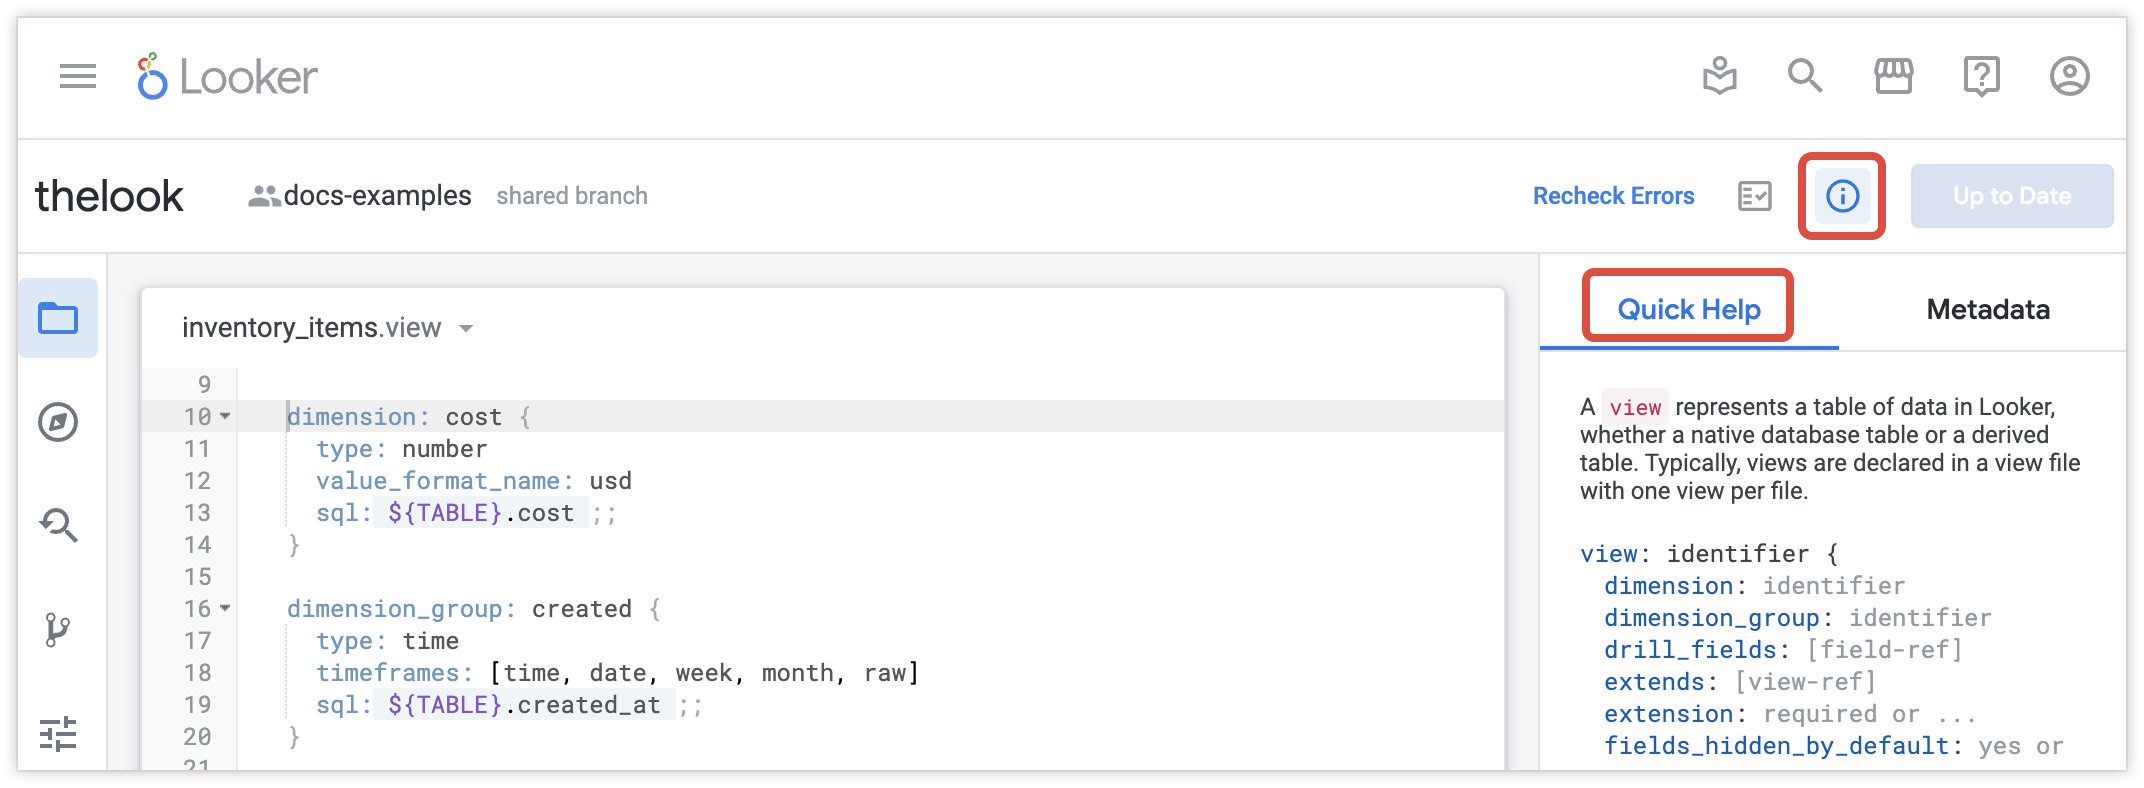 Looker
thelook docs-examples shared branch Recheck Errors Up to Date
inventory_items.view
9
10 dimension: cost {
11 type: number
12 value_format_name: usd
13 sql: ${TABLE}.cost ;;
14 }
15
16 dimension_group: created {
17 type: time
18 timeframes: [time, date, week, month, raw]
19 sql: ${TABLE}.created_at ;;
20 }
21
Quick Help Metadata
A view represents a table of data in Looker,
whether a native database table or a derived
table. Typically, views are declared in a view file
with one view per file.
view: identifier {
dimension: identifier
dimension_group: identifier
drill_fields: [field-ref]
extends: [view-ref]
extension: required or ...
fields_hidden_by_default: yes or